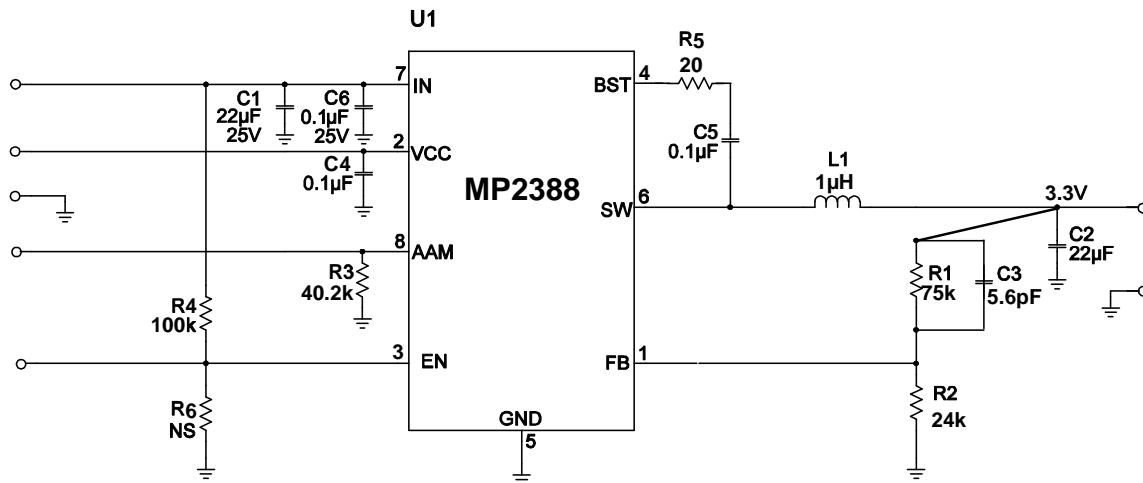 U1
R5
20
7
IN
BST
4
C1
22µF
25V
C6
0.1µF
25V
C5
0.1µF
2
VCC
C4
0.1µF
MP2388
L1
1µH
SW
6
3.3V
8
AAM
C2
22µF
R3
40.2k
R1
75k
C3
5.6pF
R4
100k
3
EN
FB
1
R6
NS
R2
24k
GND
5